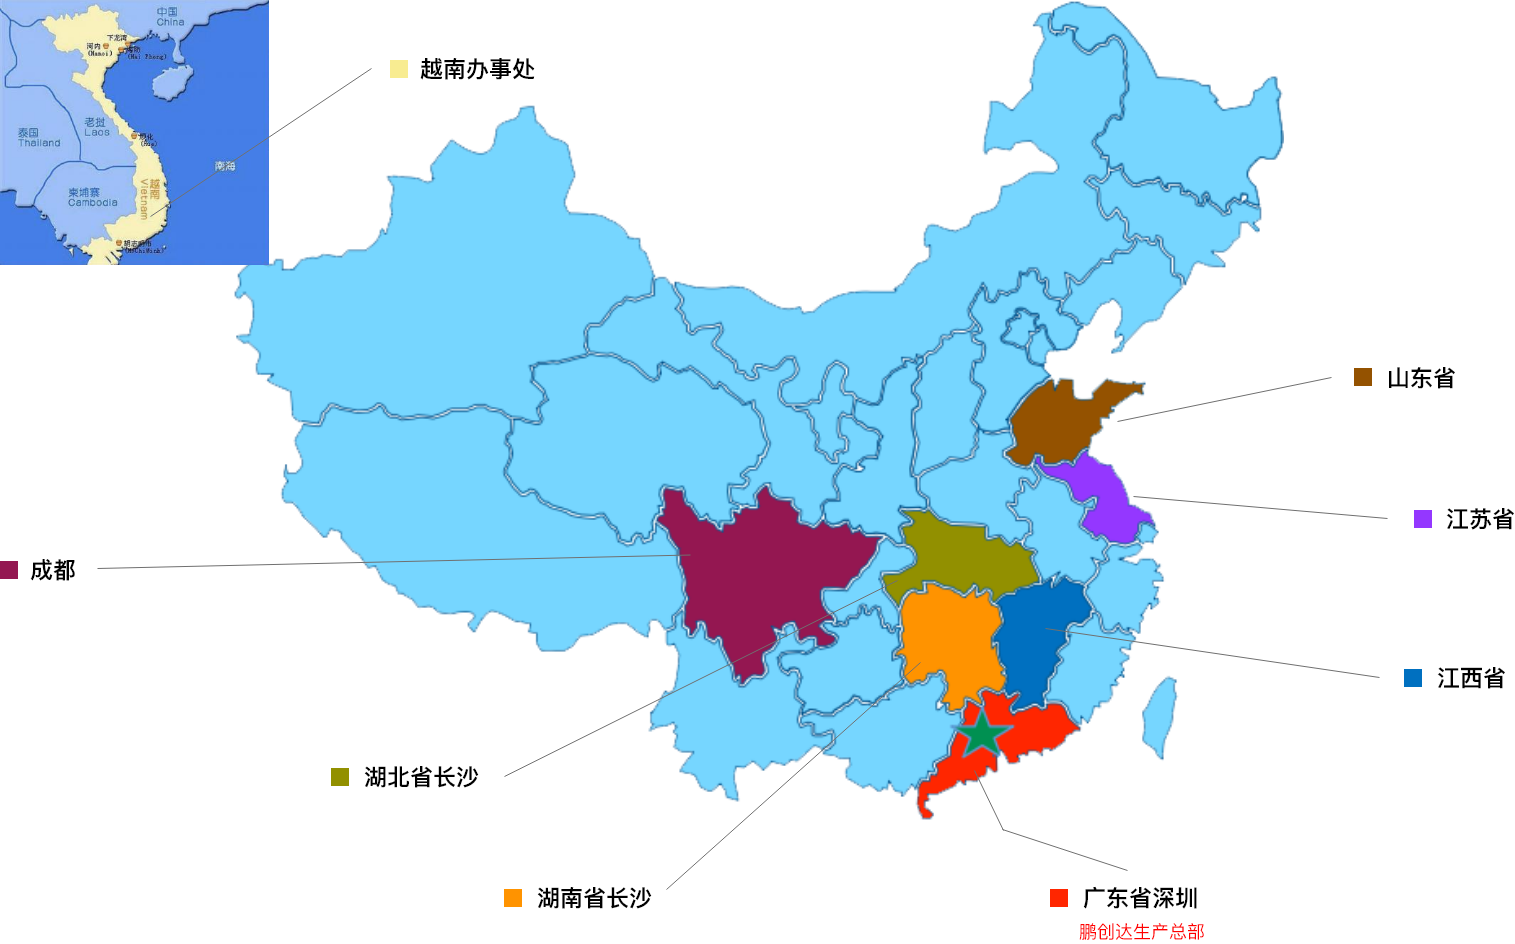 中国
China
下龙湾
河内
(Hanoi)
海防
(Hai Phong)
越南办事处
老挝
Laos
泰国
Thailand
顺化
(Hue)
南海
越南
Vietnam
柬埔寨
Cambodia
胡志明市
(HoChiMinh)
山东省
江苏省
成都
江西省
湖北省长沙
湖南省长沙
广东省深圳
鹏创达生产总部